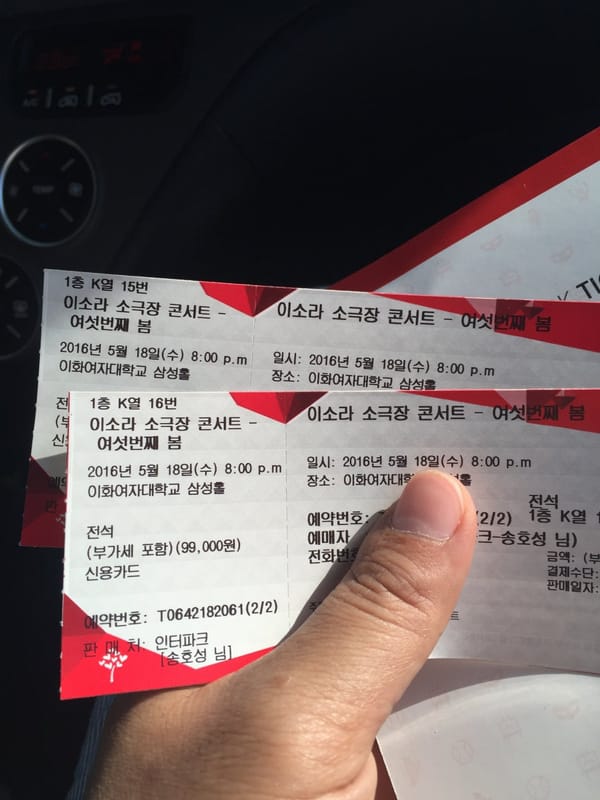 A/C
TEMP
TIC
1층 K열 15번
이소라 소극장 콘서트 -
여섯번째 봄
2016년 5월 18일(수) 8:00 p.m
이화여자대학교 삼성홀
전
(부
신용
이소라 소극장 콘서트 - 여섯번째 봄
일시: 2016년 5월 18일(수) 8:00 p.m
장소: 이화여자대학교 삼성홀
1층 K열 16번
이소라 소극장 콘서트 -
여섯번째 봄
2016년 5월 18일(수) 8:00 p.m
이화여자대학교 삼성홀
전석
(부가세 포함)(99,000원)
신용카드
예약번호: T0642182061(2/2)
판 매 처: 인터파크
[송호성 님]
이소라 소극장 콘서트 - 여섯번째 봄
일시: 2016년 5월 18일(수) 8:00 p.m
장소: 이화여자대학교 삼성홀
전석
예약번호: (2/2) 1층 K열 1
예매자 크-송호성 님)
전화번호
금액: (부
결제수단:
판매일자: